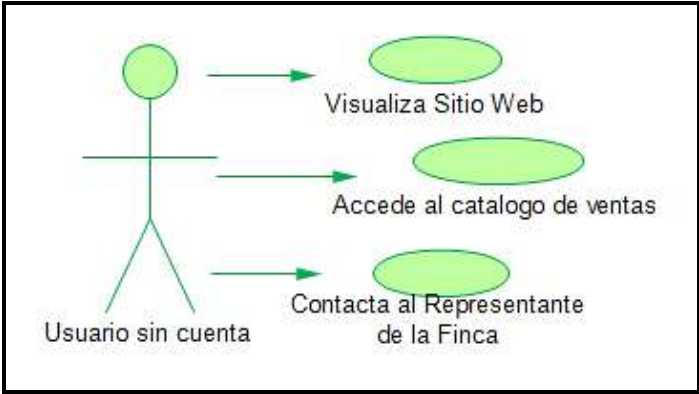 Visualiza Sitio Web
Accede al catalogo de ventas
Contacta al Representante
de la Finca
Usuario sin cuenta